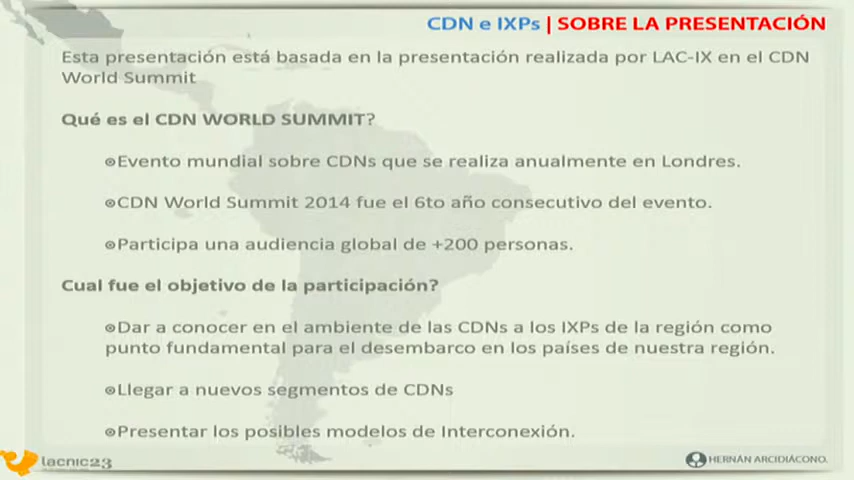 CDN e IXPs | SOBRE LA PRESENTACIÓN
Esta presentación está basada en la presentación realizada por LAC-IX en el CDN
World Summit
Qué es el CDN WORLD SUMMIT?
Evento mundial sobre CDNs que se realiza anualmente en Londres.
CDN World Summit 2014 fue el 6to año consecutivo del evento.
Participa una audiencia global de +200 personas.
Cual fue el objetivo de la participación?
Dar a conocer en el ambiente de las CDNs a los IXPs de la región como
punto fundamental para el desembarco en los países de nuestra región.
Llegar a nuevos segmentos de CDNs
Presentar los posibles modelos de Interconexión.
lacnic23
HERNÁN ARCIDIÁCONO.